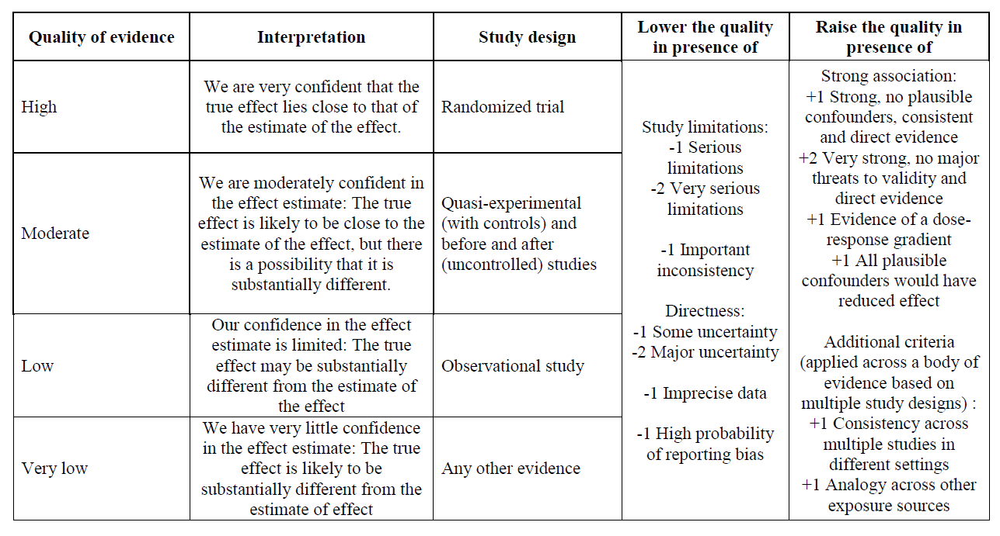 Quality of evidence
Interpretation
Study design
Lower the quality
in presence of
Raise the quality in
presence of
High
We are very confident that the
true effect lies close to that of
the estimate of the effect.
Randomized trial
Moderate
We are moderately confident in
the effect estimate: The true
effect is likely to be close to the
estimate of the effect, but there
is a possibility that it is
substantially different.
Quasi-experimental
(with controls) and
before and after
(uncontrolled) studies
Low
Our confidence in the effect
estimate is limited: The true
effect may be substantially
different from the estimate of
the effect
Observational study
Very low
We have very little confidence
in the effect estimate: The true
effect is likely to be
substantially different from the
estimate of effect
Any other evidence
Study limitations:
-1 Serious
limitations
-2 Very serious
limitations
-1 Important
inconsistency
Directness:
-1 Some uncertainty
-2 Major uncertainty
-1 Imprecise data
-1 High probability
of reporting bias
Strong association:
+1 Strong, no plausible
confounders, consistent
and direct evidence
+2 Very strong, no major
threats to validity and
direct evidence
+1 Evidence of a dose-
response gradient
+1 All plausible
confounders would have
reduced effect
Additional criteria
(applied across a body of
evidence based on
multiple study designs) :
+1 Consistency across
multiple studies in
different settings
+1 Analogy across other
exposure sources